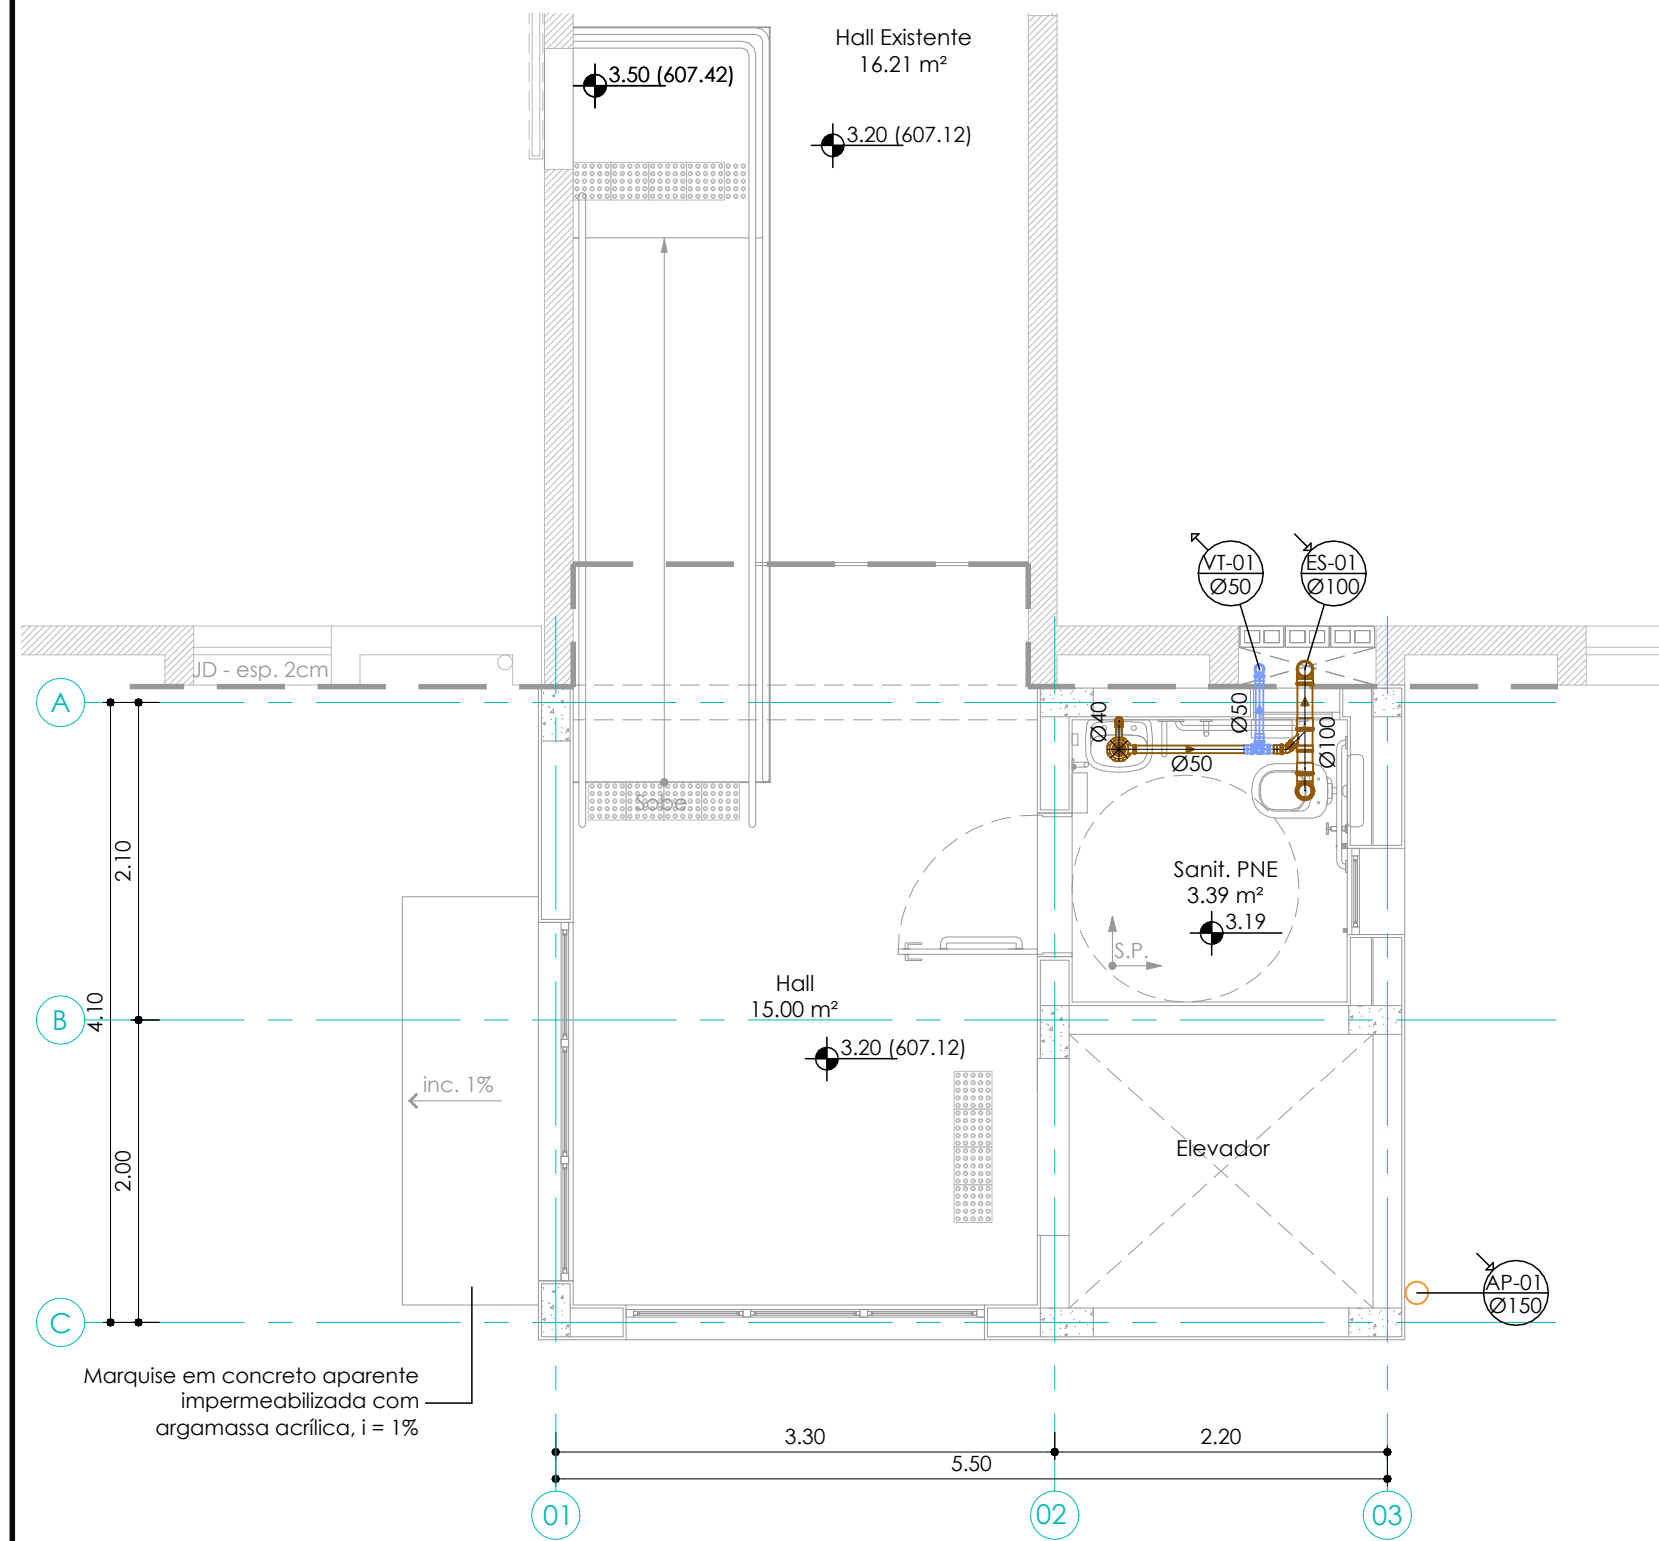 Hall Existente
16.21 m²
3.50 (607.42)
3.20 (607.12)
VT-01
Ø50
ES-01
Ø100
JD - esp. 2cm
A
Ø40
Ø50
Ø100
Ø50
Sobe
2.10
Sanit. PNE
3.39 m²
3.19
S.P.
Hall
15.00 m²
B
4.10
3.20 (607.12)
inc. 1%
Elevador
2.00
AP-01
Ø150
C
Marquise em concreto aparente
impermeabilizada com
argamassa acrílica, i = 1%
3.30
2.20
5.50
01
02
03